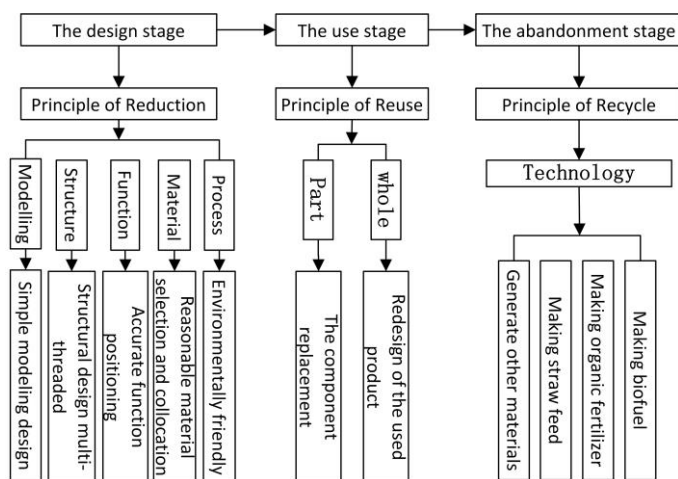 The design stage
The use stage
The abandonment stage
Principle of Reduction
Principle of Reuse
Principle of Recycle
Modelling
Structure
Function
Material
Process
Part
whole
Technology
Simple modeling design
Structural design multi-
threaded
Accurate function
positioning
Reasonable material
selection and collocation
Environmentally friendly
The component
replacement
Redesign of the used
product
Generate other materials
Making straw feed
Making organic fertilizer
Making biofuel